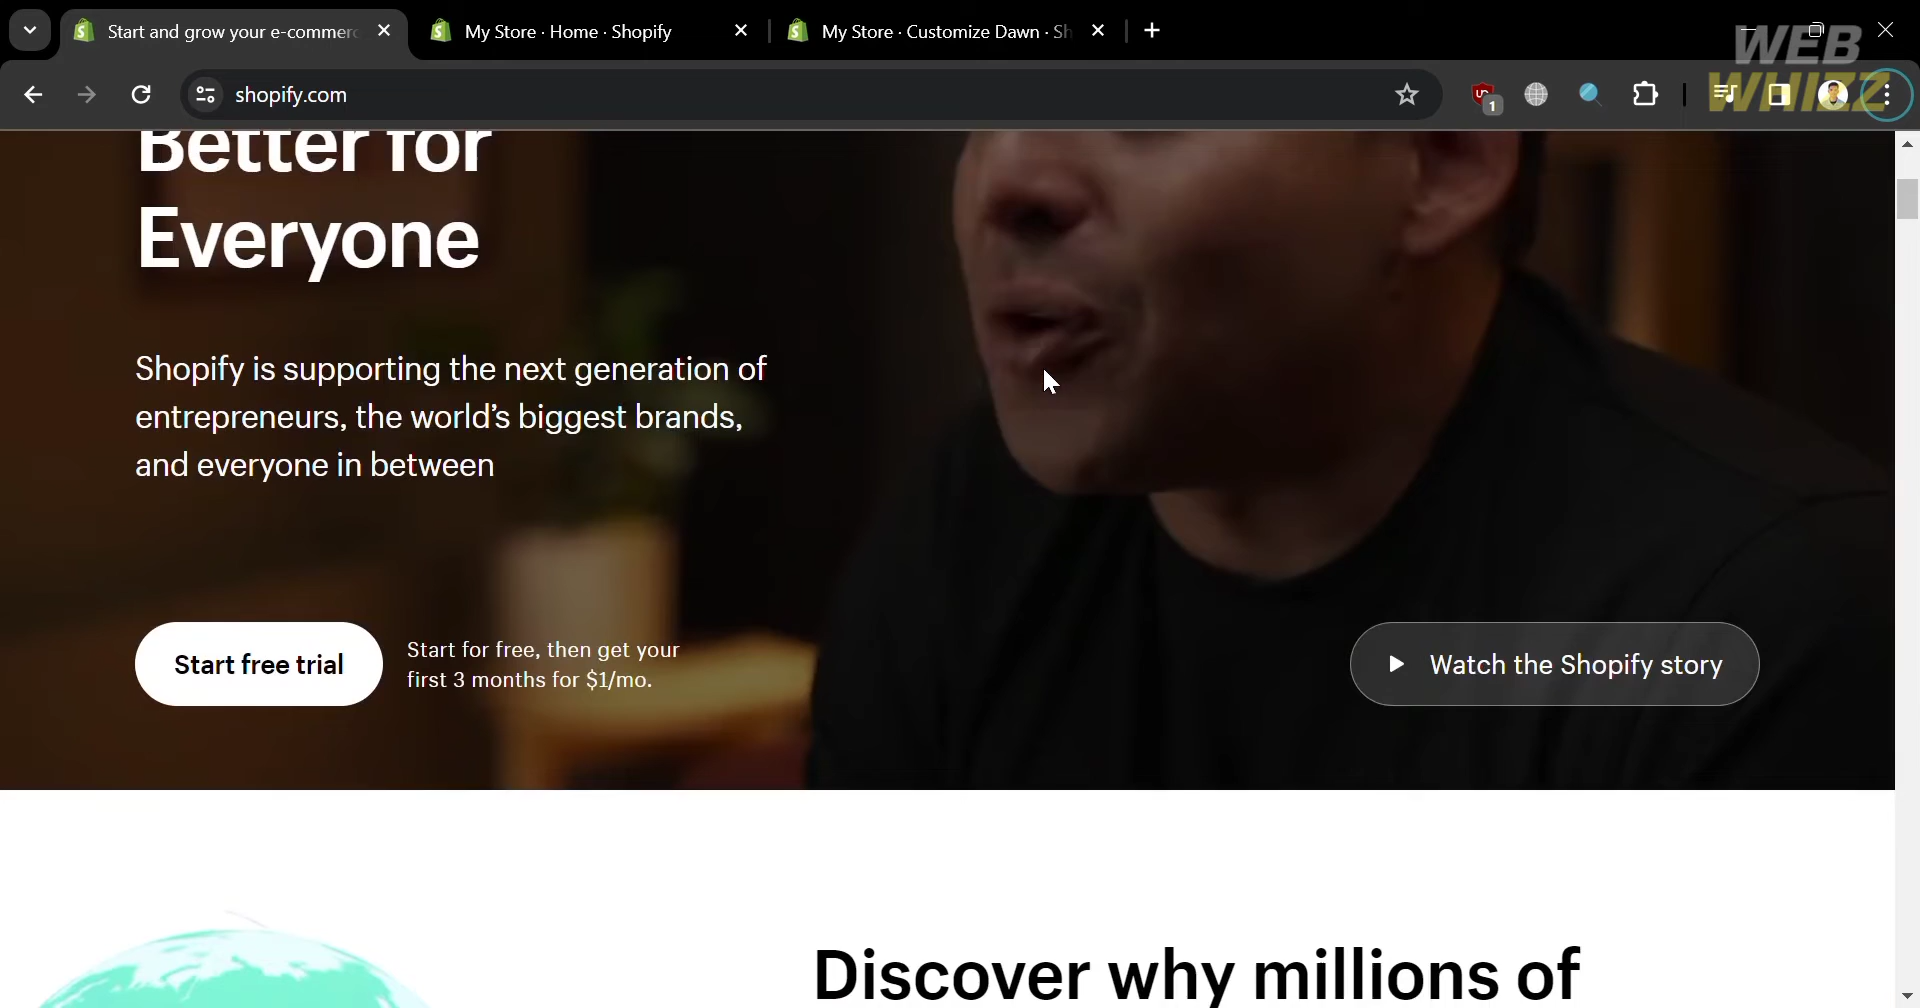 Start and grow your e-commerc
My Store · Home · Shopify
My Store · Customize Dawn · Sh
WEB
WHIZZ
shopify.com
1
Better for
Everyone
Shopify is supporting the next generation of
entrepreneurs, the world’s biggest brands,
and everyone in between
Start free trial
Start for free, then get your
first 3 months for $1/mo.
Watch the Shopify story
Discover why millions of